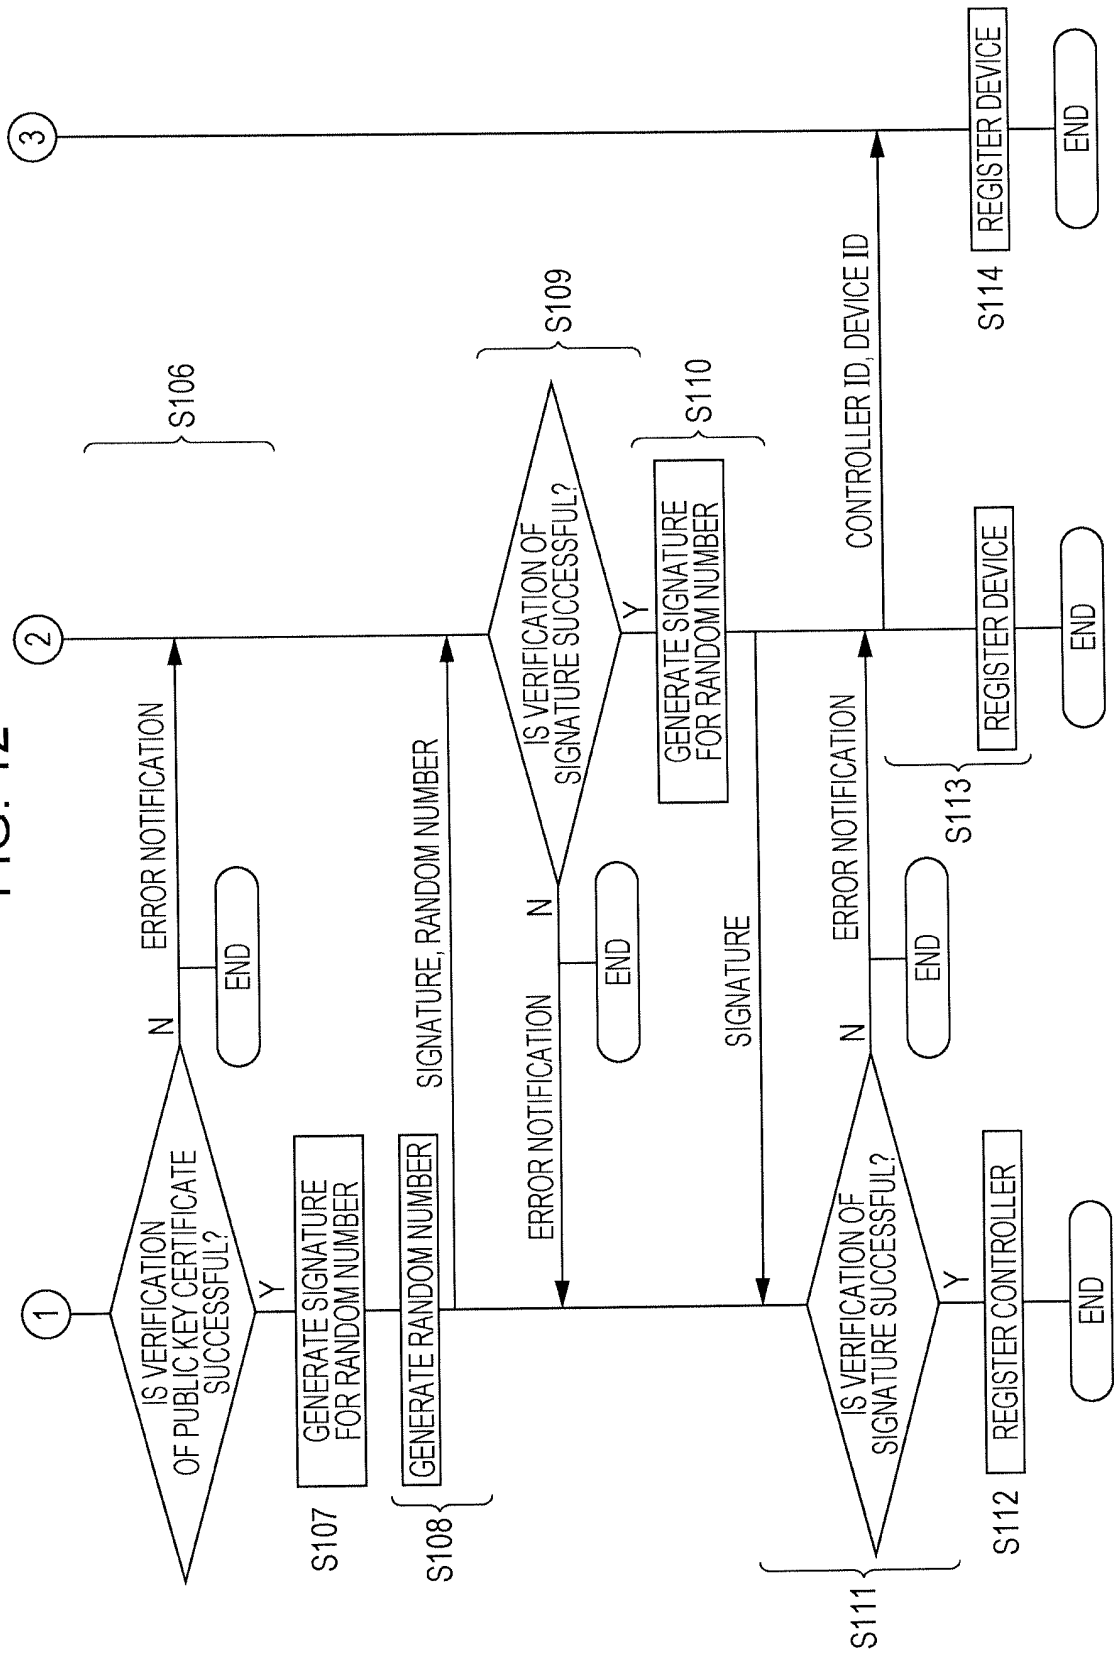 FIG. 12
1
2
3
IS VERIFICATION
OF PUBLIC KEY CERTIFICATE
SUCCESSFUL?
N
ERROR NOTIFICATION
END
S106
Y
GENERATE SIGNATURE
FOR RANDOM NUMBER
S107
GENERATE RANDOM NUMBER
S108
SIGNATURE, RANDOM NUMBER
IS VERIFICATION OF
SIGNATURE SUCCESSFUL?
S109
N
ERROR NOTIFICATION
END
Y
GENERATE SIGNATURE
FOR RANDOM NUMBER
S110
SIGNATURE
IS VERIFICATION OF
SIGNATURE SUCCESSFUL?
S111
N
ERROR NOTIFICATION
END
CONTROLLER ID, DEVICE ID
Y
S112
REGISTER CONTROLLER
END
S113
REGISTER DEVICE
END
S114
REGISTER DEVICE
END